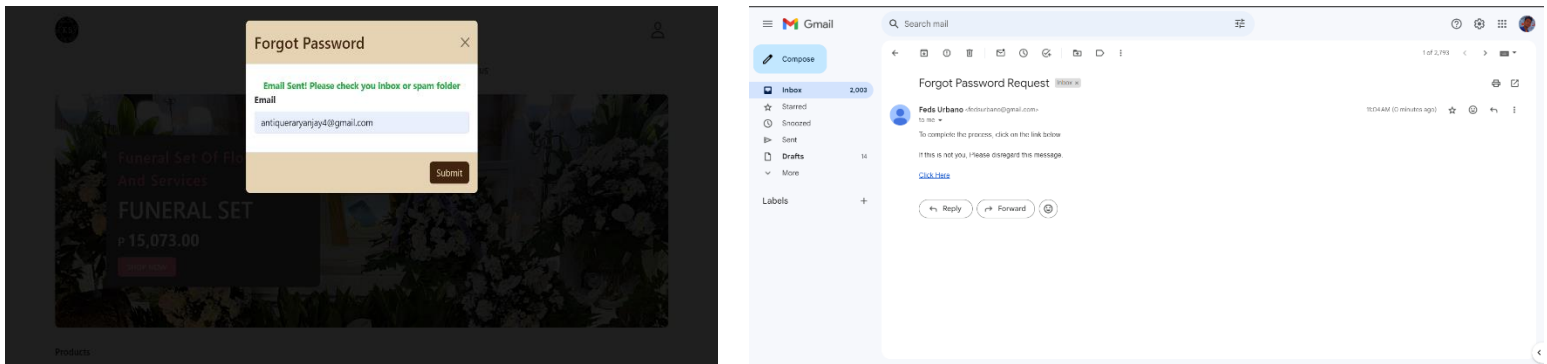 Forgot Password
Email Sent! Please check you Inbox or spam folder
Email
antiqueraryanjay4@gmail.com
Submit
Funeral Set Of Flo
And Services
FUNERAL SET
P 15,073.00
SHOP NOW
Products
Gmail
Search mail
Compose
1 of 2,793
Inbox 2,003
Starred
Snoozed
Sent
Drafts 14
More
Labels
Forgot Password Request Inbox x
Feds Urbano <fedsurbano@gmail.com>
11:04 AM (0 minutes ago)
to me
To complete the process, click on the link below
If this is not you, Please disregard this message.
Click Here
Reply
Forward